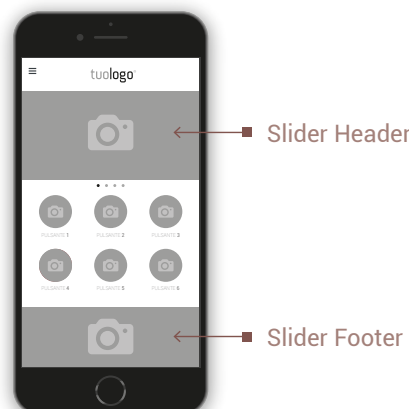 tuologo®
Slider Header
PULSANTE 1 PULSANTE 2 PULSANTE 3
PULSANTE 4 PULSANTE 5 PULSANTE 6
Slider Footer